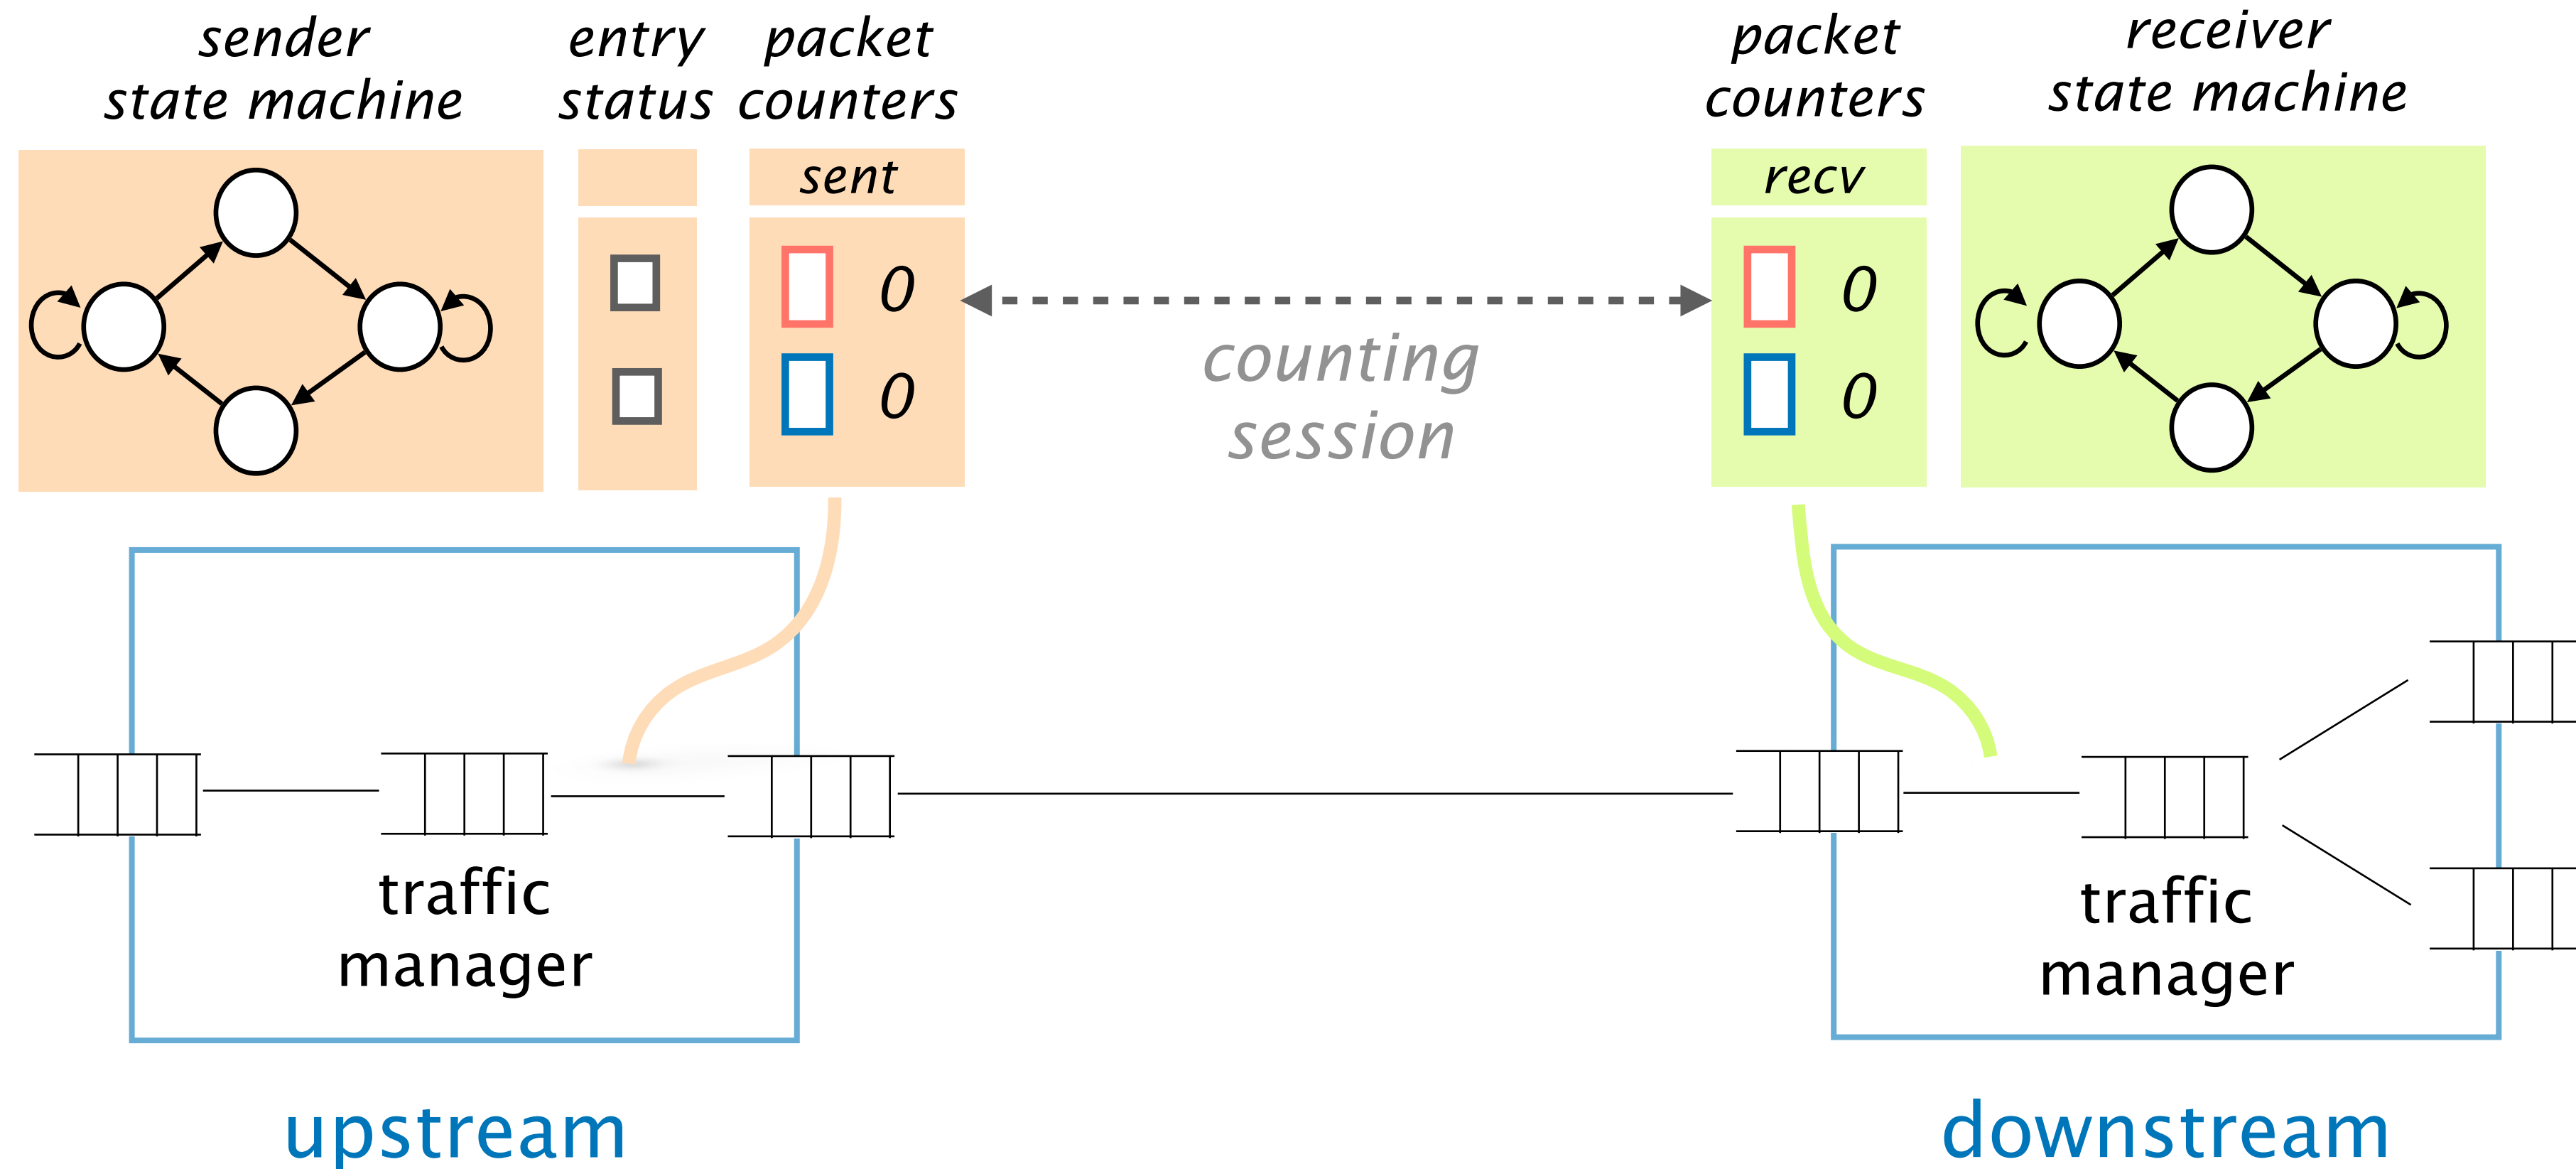 sender
state machine
entry
status
packet
counters
packet
counters
receiver
state machine
sent
recv
0
0
0
0
counting
session
traffic
manager
traffic
manager
upstream
downstream